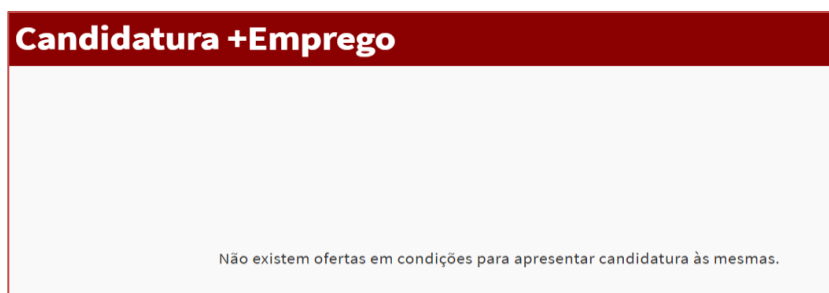 Candidatura +Emprego
Não existem ofertas em condições para apresentar candidatura às mesmas.